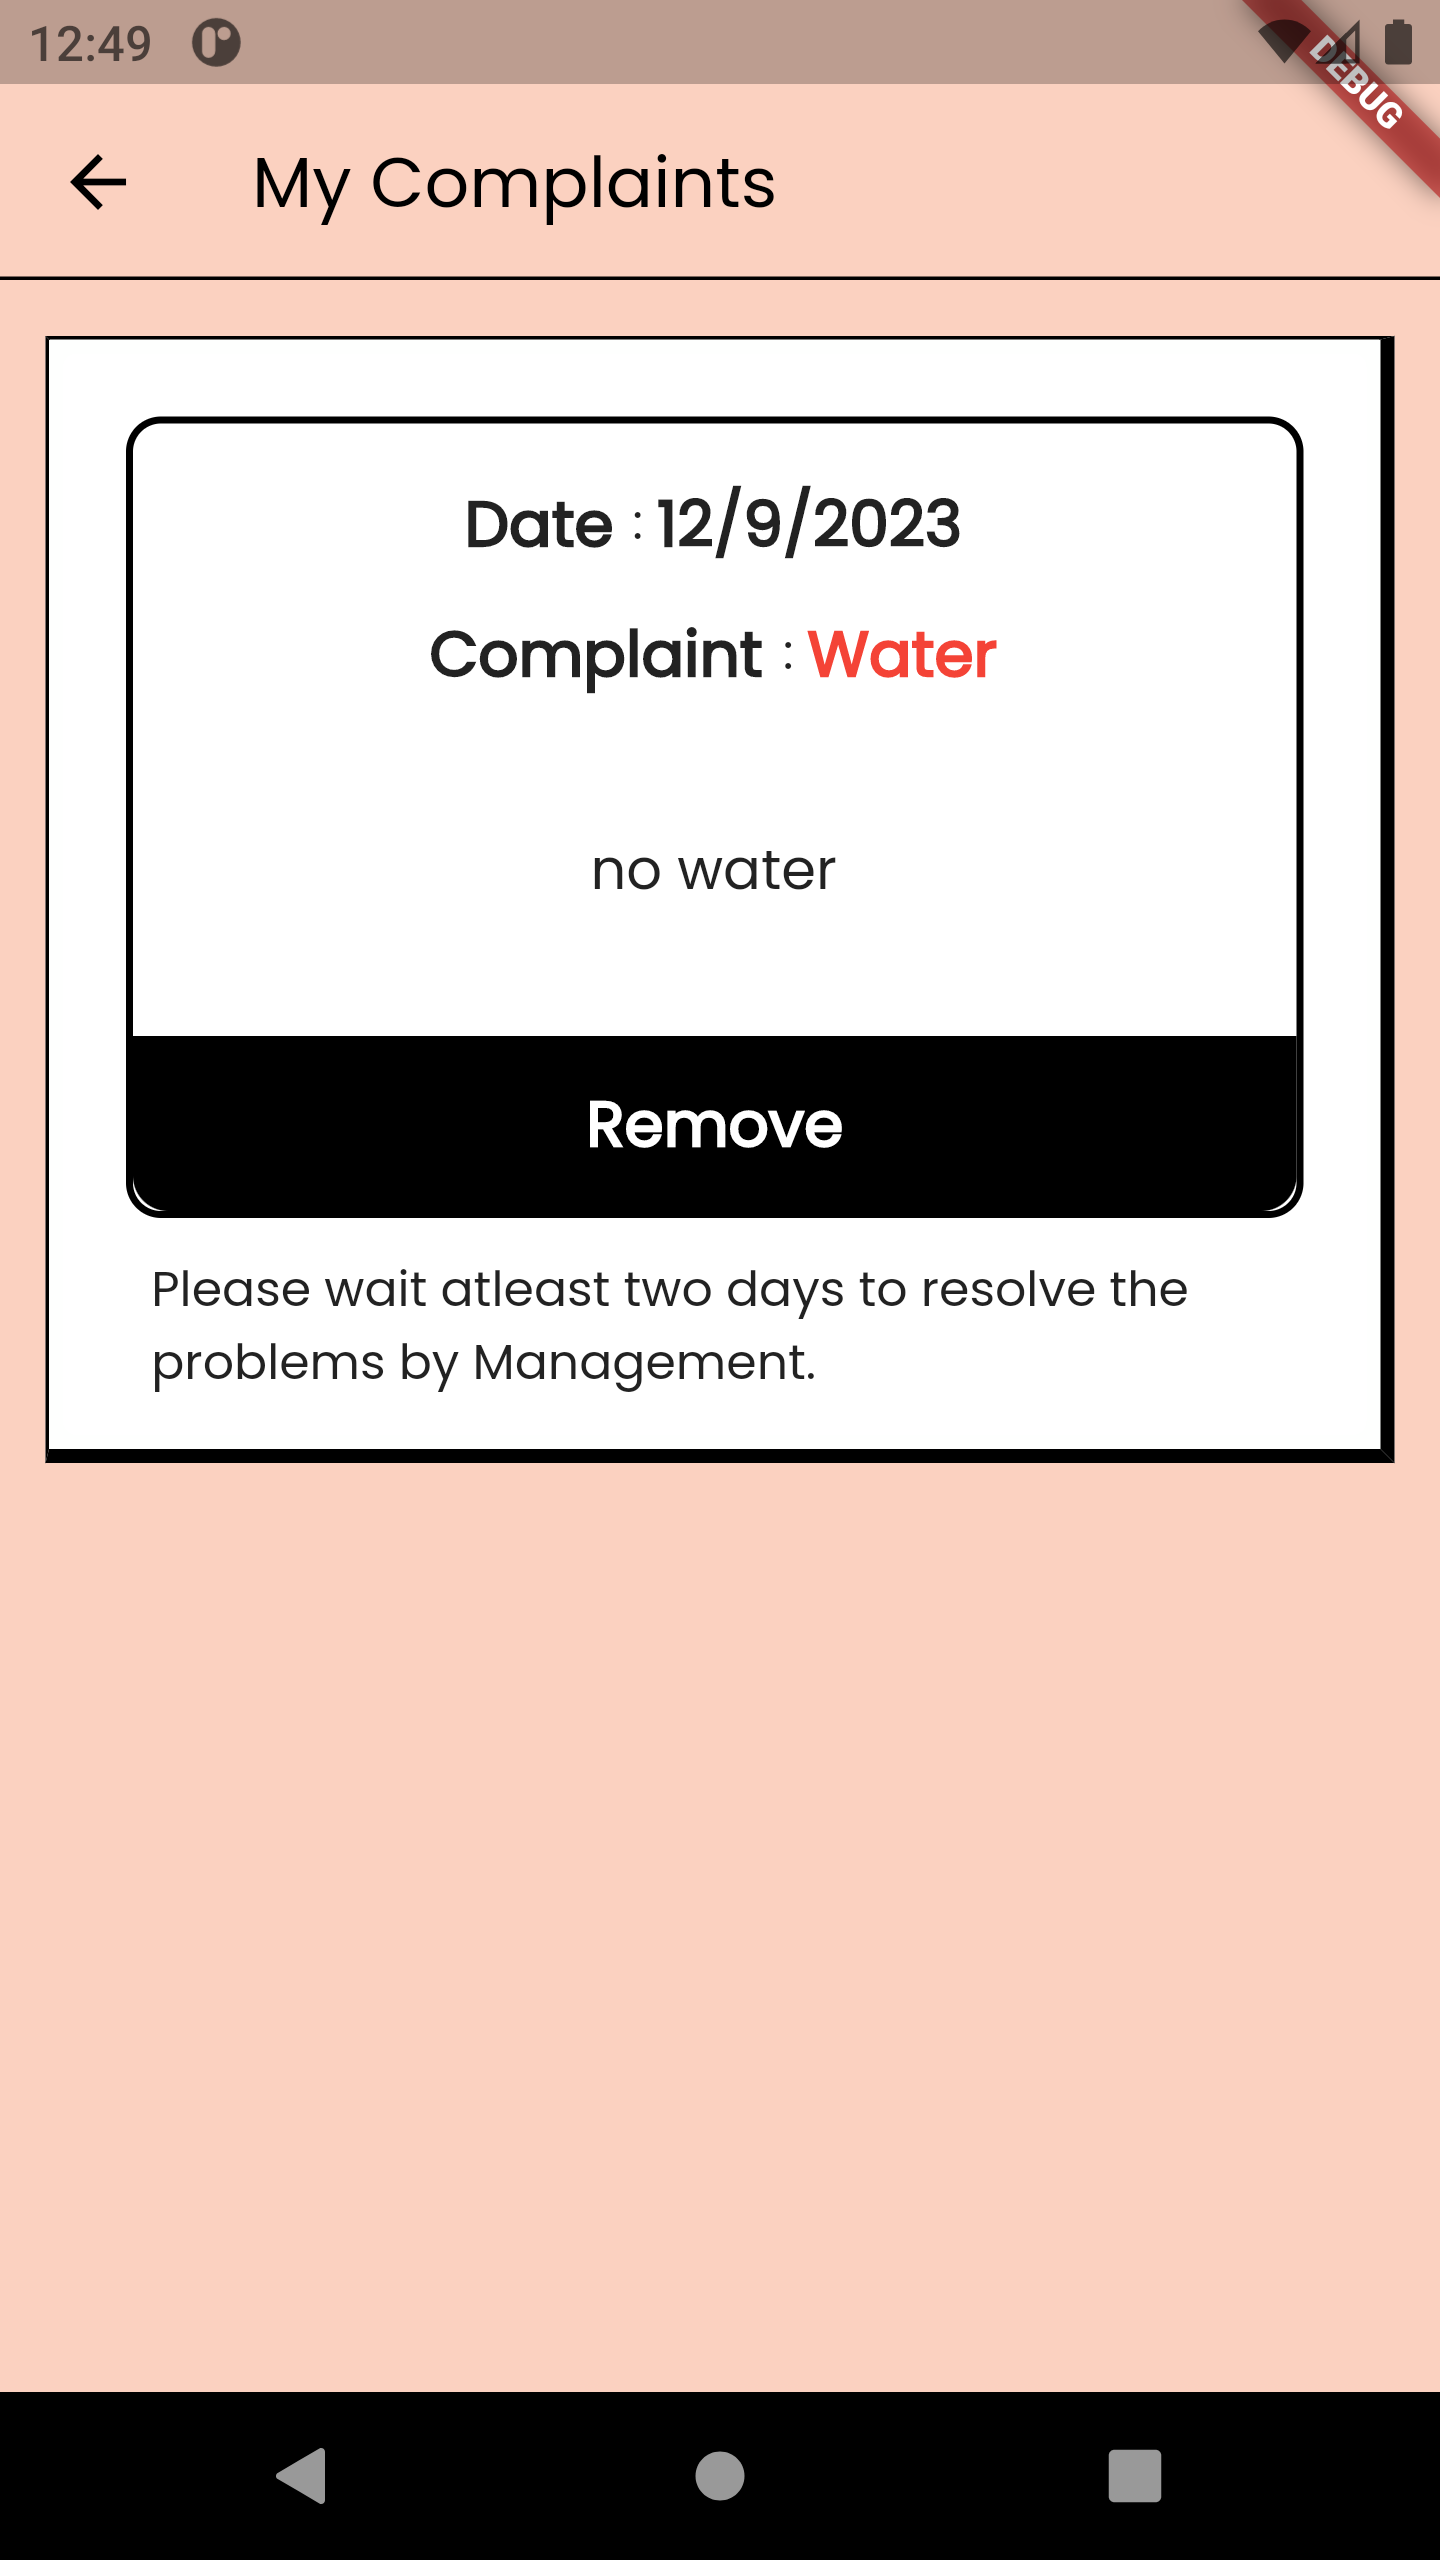 12:49
DEBUG
My Complaints
Date : 12/9/2023
Complaint : Water
no water
Remove
Please wait atleast two days to resolve the
problems by Management.